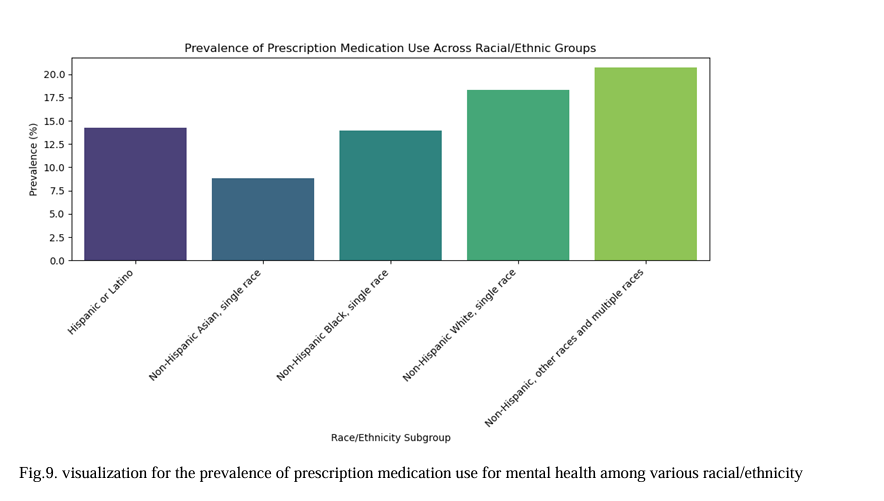 Prevalence of Prescription Medication Use Across Racial/Ethnic Groups
Prevalence (%)
20.0
17.5
15.0
12.5
10.0
7.5
5.0
2.5
0.0
Hispanic or Latino
Non-Hispanic Asian, single race
Non-Hispanic Black, single race
Non-Hispanic White, single race
Non-Hispanic, other races and multiple races
Race/Ethnicity Subgroup
Fig.9. visualization for the prevalence of prescription medication use for mental health among various racial/ethnicity